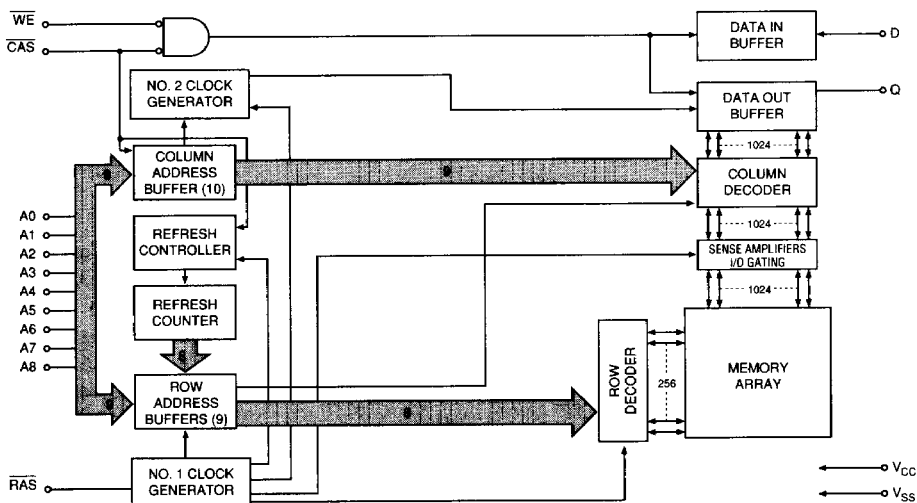 WE
CAS
NO. 2 CLOCK
GENERATOR
DATA IN
BUFFER
D
DATA OUT
BUFFER
Q
1024
COLUMN
ADDRESS
BUFFER (10)
COLUMN
DECODER
1024
SENSE AMPLIFIERS
I/D GATING
1024
A0
A1
A2
A3
A4
A5
A6
A7
A8
REFRESH
CONTROLLER
REFRESH
COUNTER
ROW
ADDRESS
BUFFERS (9)
ROW
DECODER
256
MEMORY
ARRAY
RAS
NO. 1 CLOCK
GENERATOR
VCC
VSS